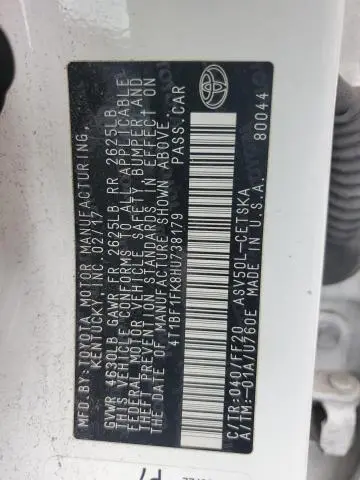 MFD. BY: TOYOTA MOTOR MANUFACTURING,
KENTUCKY, INC. 02/17
GVWR 4630LB GAWR FR 2625LB RR 2625LB
THIS VEHICLE CONFORMS TO ALL APPLICABLE
FEDERAL MOTOR VEHICLE SAFETY, BUMPER, AND
THEFT PREVENTION STANDARDS IN EFFECT ON
THE DATE OF MANUFACTURE SHOWN ABOVE.
4T1BF1FK8HU738179 PASS.CAR
C/TR: 040/FF20 ASV50L-CETSKA
A/TM:-01A/U760E MADE IN U.S.A.
80044